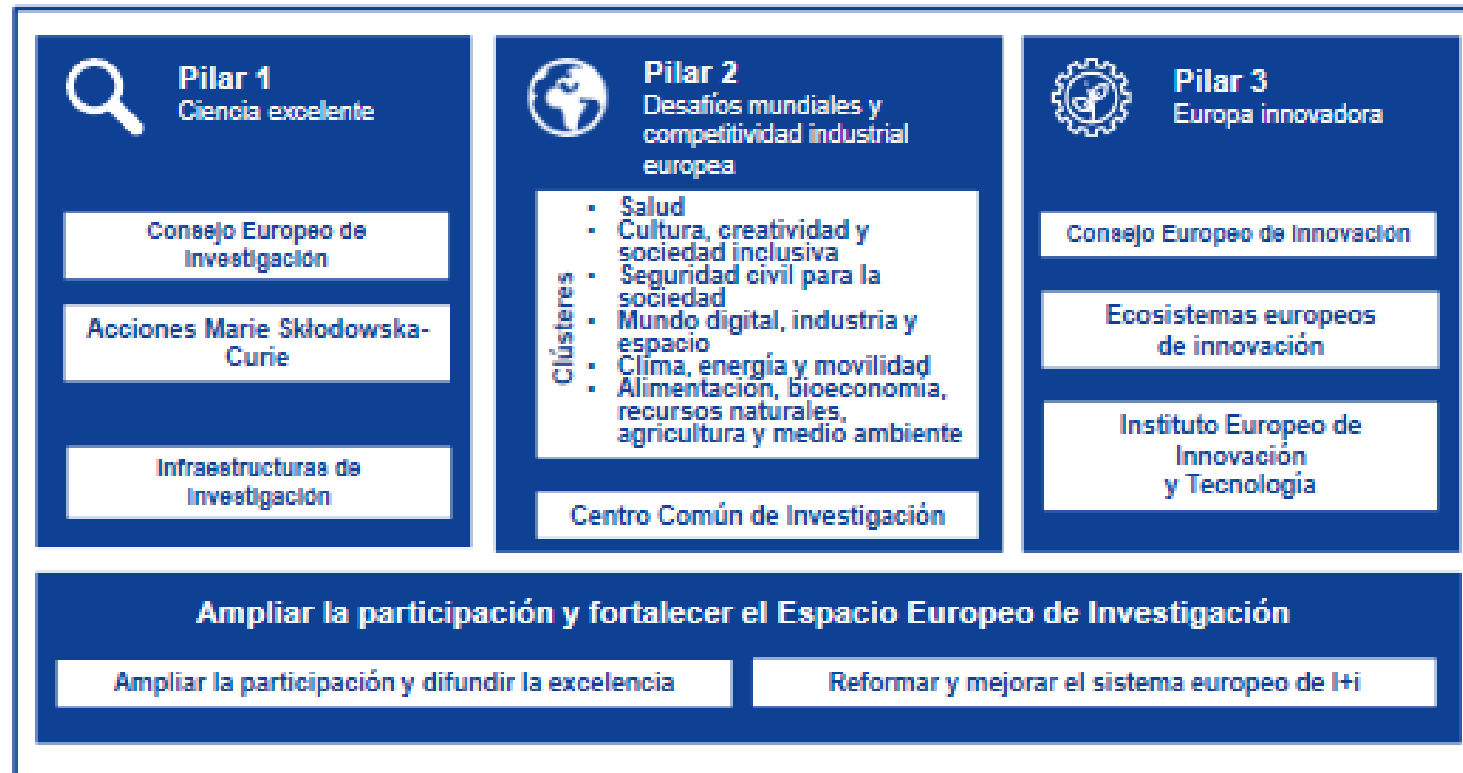 Pilar 1
Ciencia excelente
Consejo Europeo de
Investigación
Acciones Marie Skłodowska-
Curie
Infraestructuras de
Investigación
Pilar 2
Desafíos mundiales y
competitividad industrial
europea
Clústeres
▪ Salud
▪ Cultura, creatividad y
sociedad inclusiva
▪ Seguridad civil para la
sociedad
▪ Mundo digital, industria y
espacio
▪ Clima, energía y movilidad
▪ Alimentación, bioeconomía,
recursos naturales,
agricultura y medio ambiente
Centro Común de Investigación
Pilar 3
Europa innovadora
Consejo Europeo de Innovación
Ecosistemas europeos
de innovación
Instituto Europeo de
Innovación
y Tecnología
Ampliar la participación y fortalecer el Espacio Europeo de Investigación
Ampliar la participación y difundir la excelencia
Reformar y mejorar el sistema europeo de I+i